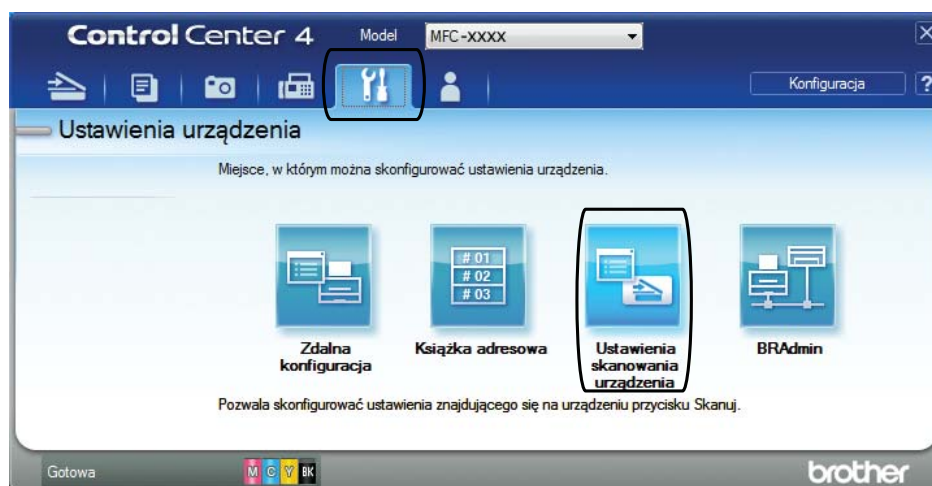 Control Center 4 Model MFC-XXXX X
Konfiguracja ?
Ustawienia urządzenia
Miejsce, w którym można skonfigurować ustawienia urządzenia.
# 01
# 02
# 03
Zdalna
konfiguracja
Książka adresowa
Ustawienia
skanowania
urządzenia
BRAdmin
Pozwala skonfigurować ustawienia znajdującego się na urządzeniu przycisku Skanuj.
Gotowa M C Y BK brother